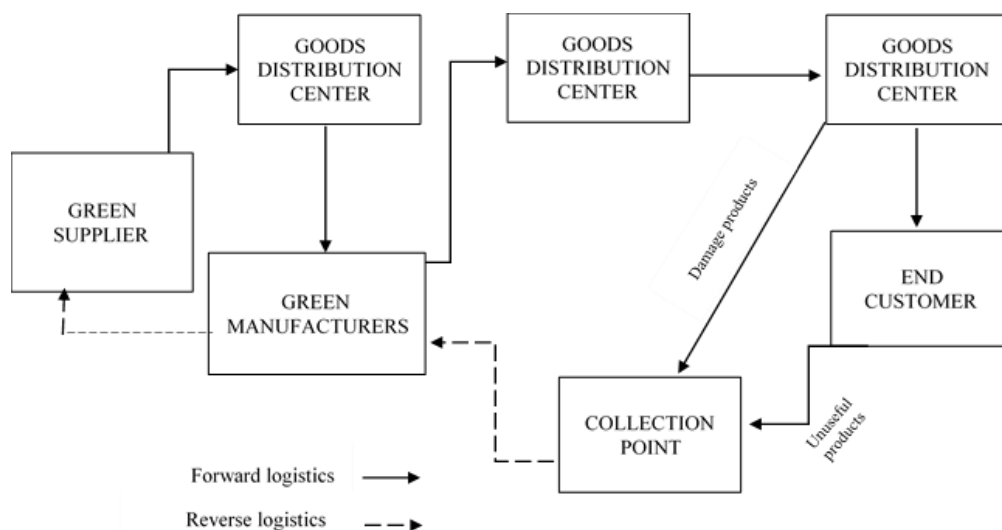 GOODS
DISTRIBUTION
CENTER
GOODS
DISTRIBUTION
CENTER
GOODS
DISTRIBUTION
CENTER
GREEN
SUPPLIER
Damage products
GREEN
MANUFACTURERS
END
CUSTOMER
COLLECTION
POINT
Unuseful
products
Forward logistics
Reverse logistics